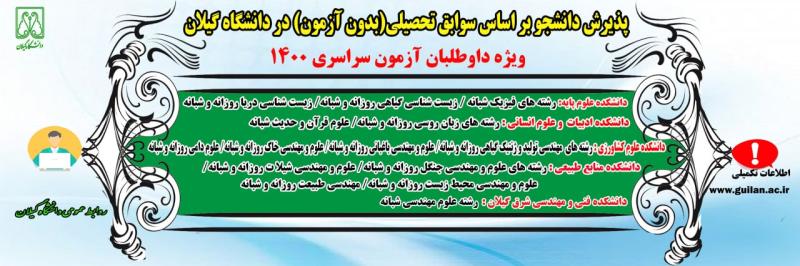 پذیرش دانشجو بر اساس سوابق تحصیلی(بدون آزمون) در دانشگاه گیلان
ویژه داوطلبان آزمون سراسری ۱۴۰۰
دانشگاه گیلان
دانشکده علوم پایه: رشته های فیزیک شبانه / زیست شناسی گیاهی روزانه و شبانه/ زیست شناسی دریا روزانه و شبانه
دانشکده ادبیات و علوم انسانی: رشته های زبان روسی روزانه و شبانه/ علوم قرآن و حدیث شبانه
دانشکده علوم کشاورزی: رشته های مهندسی تولید و ژنتیک گیاهی روزانه و شبانه/ علوم و مهندسی باغبانی روزانه و شبانه/ علوم و مهندسی خاک روزانه و شبانه/ علوم دامی روزانه و شبانه
دانشکده منابع طبیعی: رشته های علوم و مهندسی جنگل روزانه و شبانه/ علوم و مهندسی شیلات روزانه و شبانه/
علوم و مهندسی محیط زیست روزانه و شبانه/ مهندسی طبیعت روزانه و شبانه
دانشکده فنی و مهندسی شرق گیلان: رشته علوم مهندسی شبانه
اطلاعات تکمیلی
www.guilan.ac.ir
روابط عمومی دانشگاه گیلان